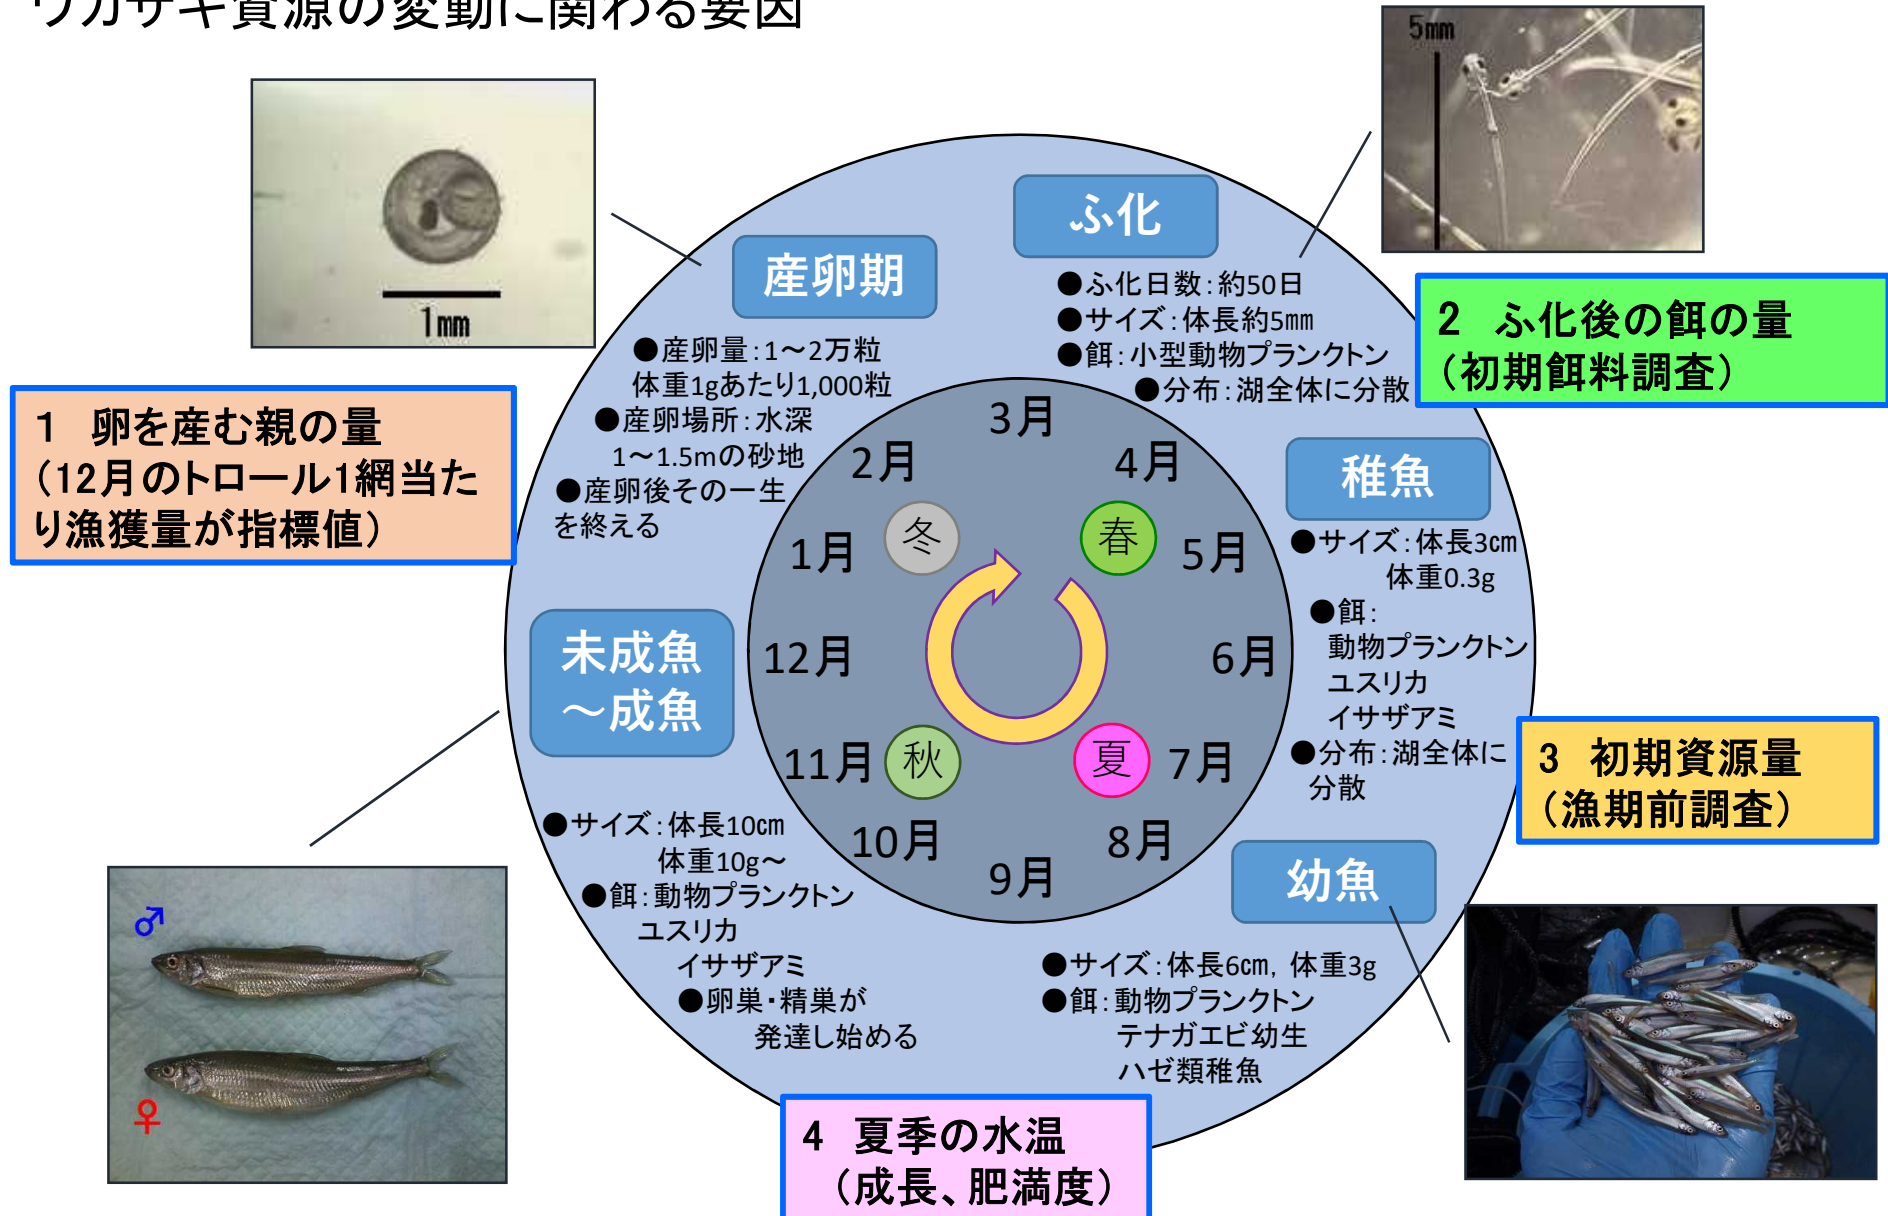 ワカサギ資源の変動に関わる要因
1mm
5mm
産卵期
●産卵量：1～2万粒
体重1gあたり1,000粒
●産卵場所：水深
1～1.5mの砂地
●産卵後その一生
を終える
ふ化
●ふ化日数：約50日
●サイズ：体長約5㎜
●餌：小型動物プランクトン
●分布：湖全体に分散
1　卵を産む親の量
（12月のトロール1網当た
り漁獲量が指標値）
2　ふ化後の餌の量
（初期餌料調査）
稚魚
●サイズ：体長3㎝
体重0.3g
●餌：
動物プランクトン
ユスリカ
イサザアミ
●分布：湖全体に
分散
3　初期資源量
（漁期前調査）
幼魚
●サイズ：体長6㎝，体重3g
●餌：動物プランクトン
テナガエビ幼生
ハゼ類稚魚
4　夏季の水温
（成長、肥満度）
未成魚
～成魚
●サイズ：体長10㎝
体重10g～
●餌：動物プランクトン
ユスリカ
イサザアミ
●卵巣・精巣が
発達し始める
♂
♀
3月
4月
5月
6月
7月
8月
9月
10月
11月
12月
1月
2月
冬
春
夏
秋